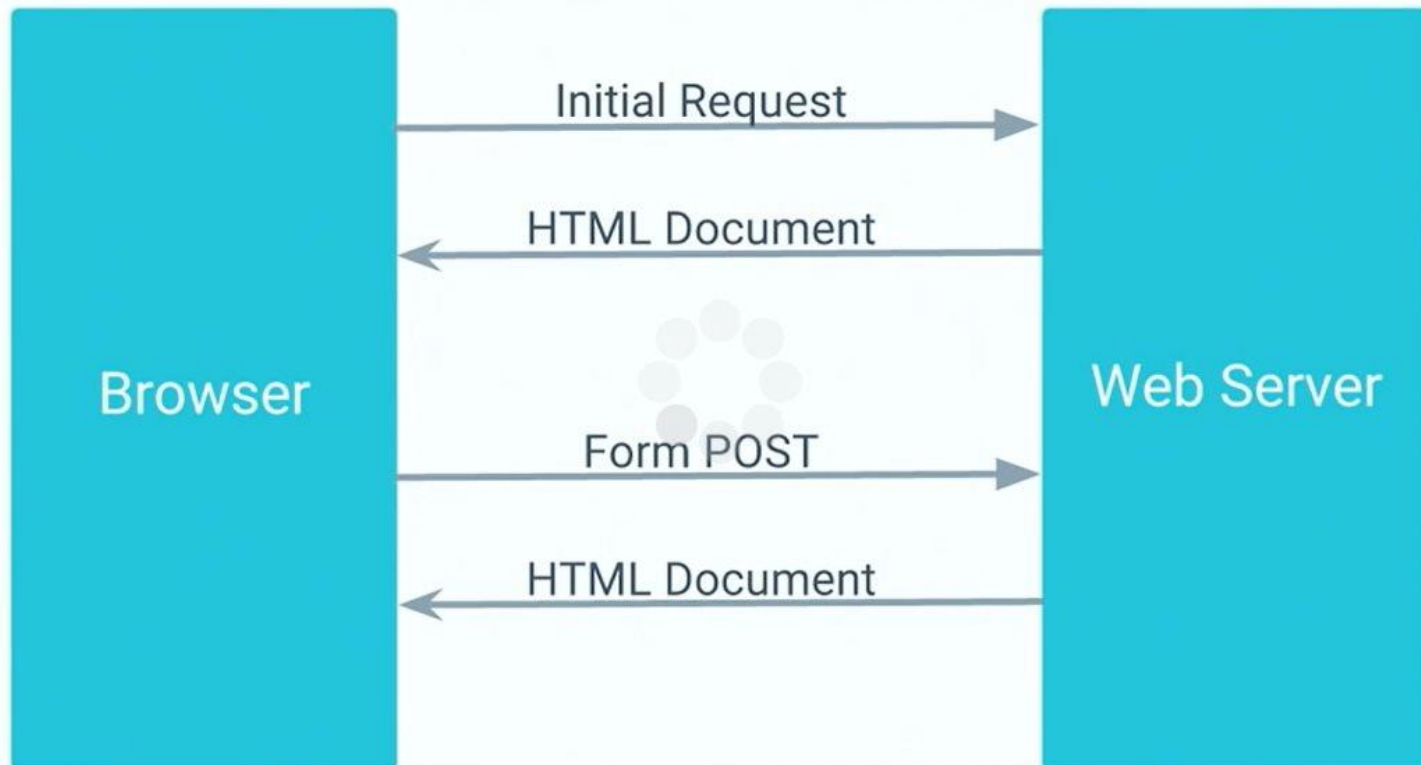 Initial Request
HTML Document
Browser
Web Server
Form POST
HTML Document